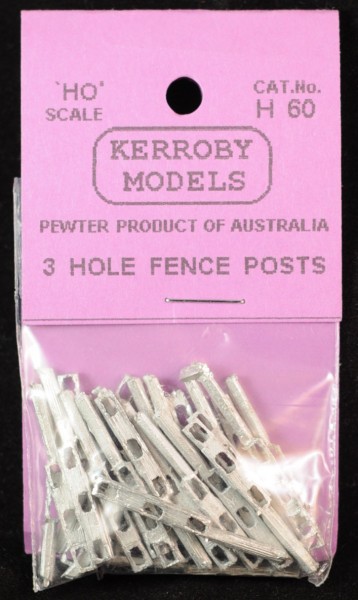 'HO' SCALE
CAT.No. H 60
KERROBY
MODELS
PEWTER PRODUCT OF AUSTRALIA
3 HOLE FENCE POSTS